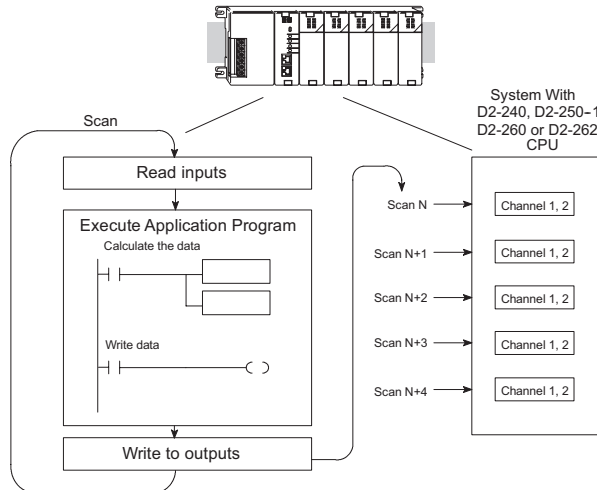 System With
D2-240, D2-250-1
D2-260 or D2-262
CPU
Scan
Read inputs
Execute Application Program
Calculate the data
Write data
Write to outputs
Scan N
Channel 1, 2
Scan N+1
Channel 1, 2
Scan N+2
Channel 1, 2
Scan N+3
Channel 1, 2
Scan N+4
Channel 1, 2